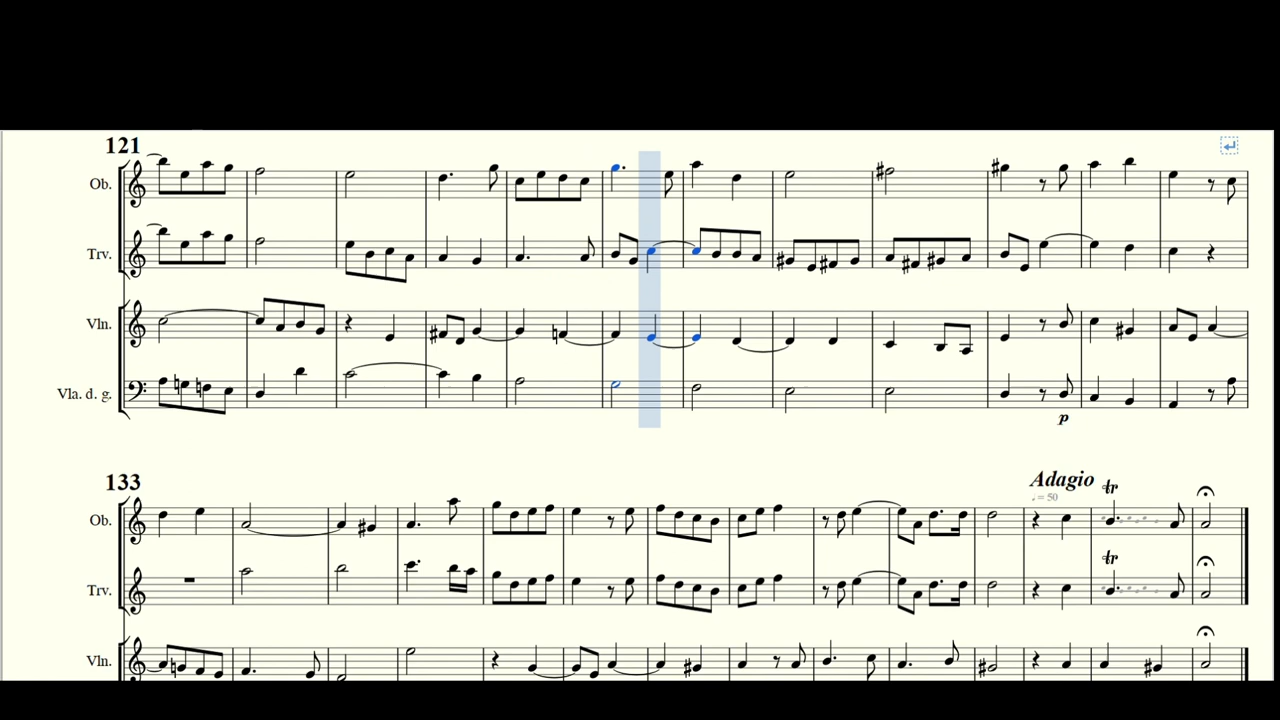 121
Ob.
Trv.
Vln.
Vla. d. g.
p
133
Adagio
♩ = 50
tr
Ob.
tr
Trv.
Vln.